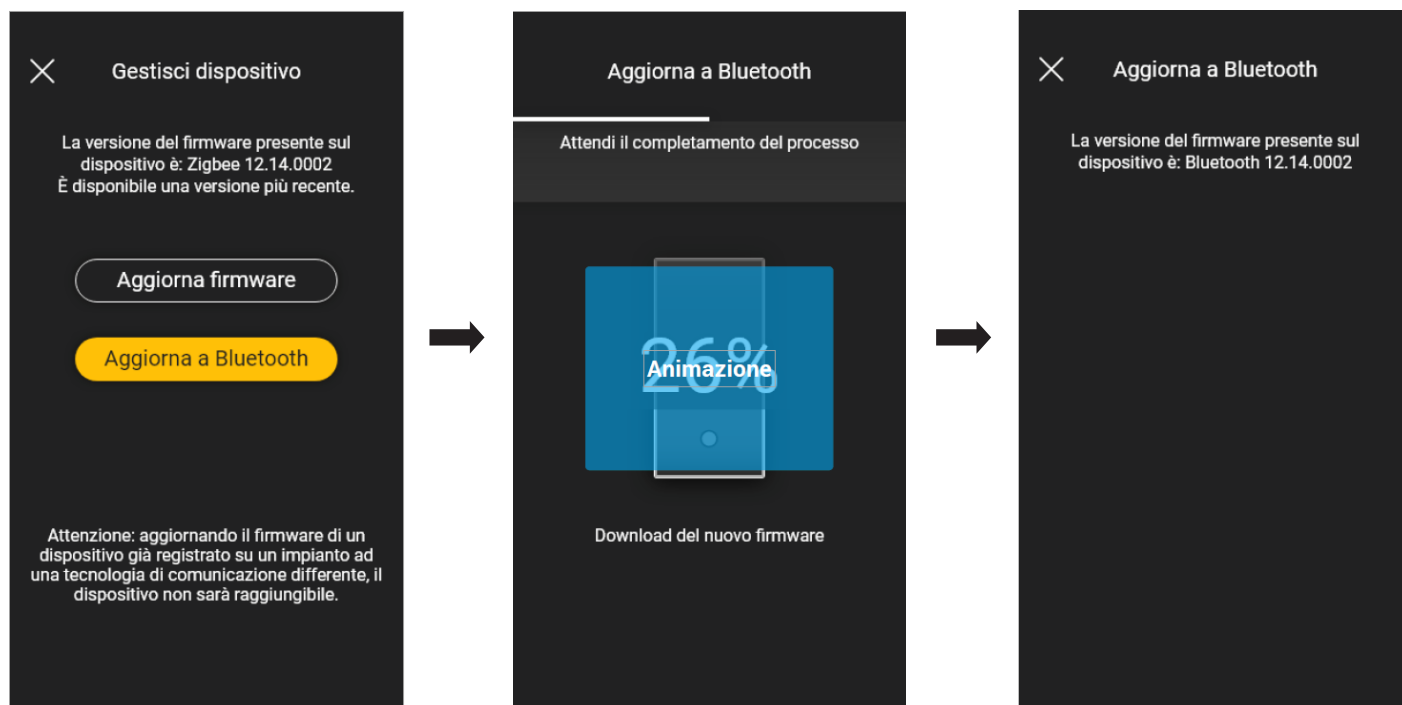 Gestisci dispositivo
La versione del firmware presente sul
dispositivo è: Zigbee 12.14.0002
È disponibile una versione più recente.
Aggiorna firmware
Aggiorna a Bluetooth
Attenzione: aggiornando il firmware di un
dispositivo già registrato su un impianto ad
una tecnologia di comunicazione differente, il
dispositivo non sarà raggiungibile.
Aggiorna a Bluetooth
Attendi il completamento del processo
26%
Animazione
Download del nuovo firmware
Aggiorna a Bluetooth
La versione del firmware presente sul
dispositivo è: Bluetooth 12.14.0002